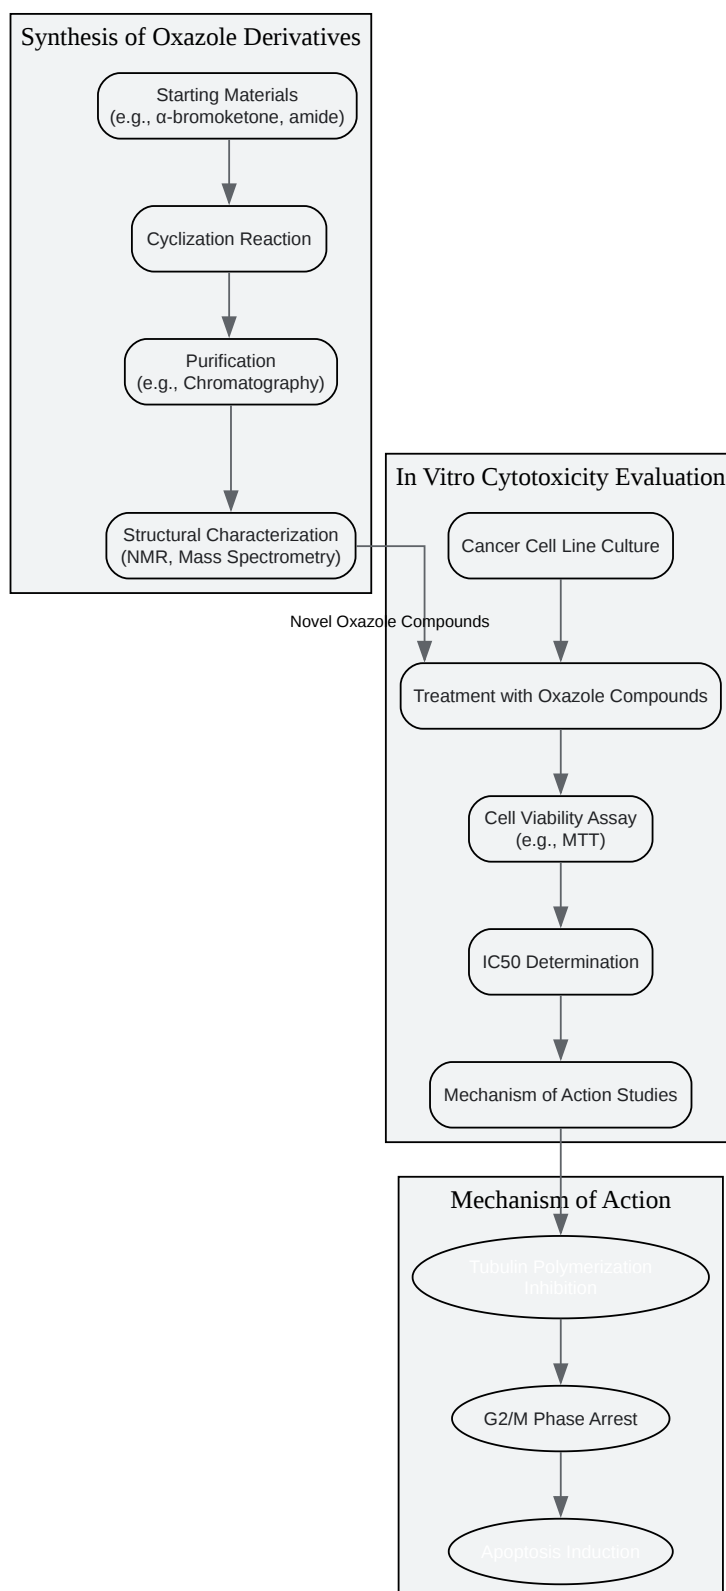 Synthesis of Oxazole Derivatives
Starting Materials
(e.g., α-bromoketone, amide)
Cyclization Reaction
Purification
(e.g., Chromatography)
Structural Characterization
(NMR, Mass Spectrometry)
Novel Oxazole Compounds
In Vitro Cytotoxicity Evaluation
Cancer Cell Line Culture
Treatment with Oxazole Compounds
Cell Viability Assay
(e.g., MTT)
IC50 Determination
Mechanism of Action Studies
Mechanism of Action
Tubulin Polymerization
Inhibition
G2/M Phase Arrest
Apoptosis Induction